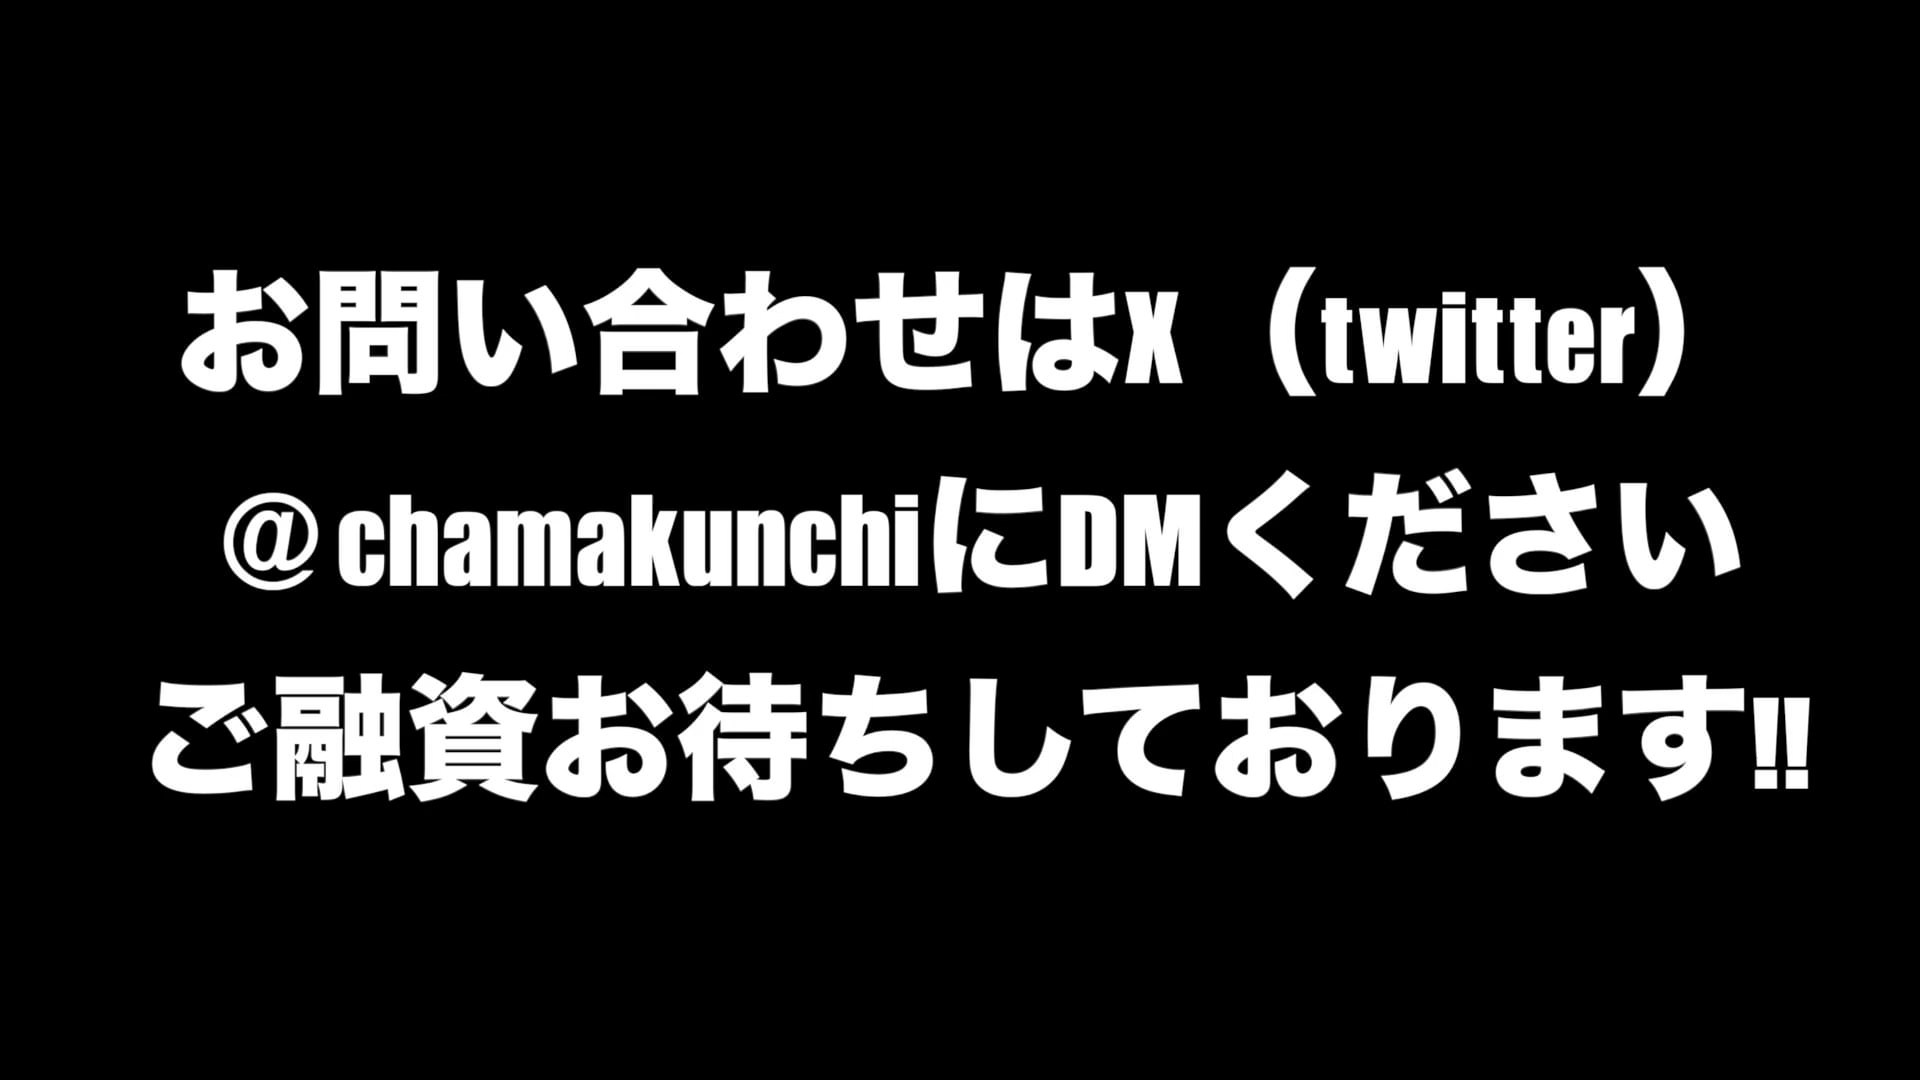 お問い合わせはX（twitter）
@chamakunchiにDMください
ご融資お待ちしております!!